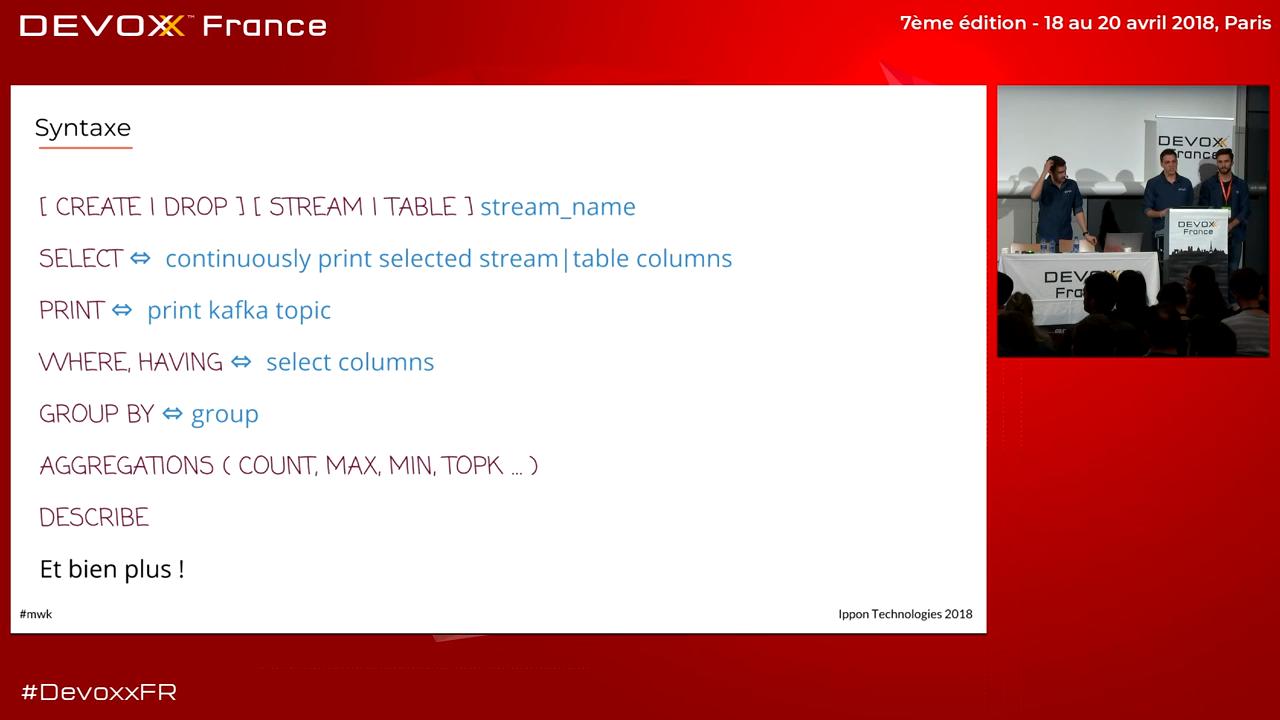 DEVOXX™ France
7ème édition - 18 au 20 avril 2018, Paris
Syntaxe
[ CREATE | DROP ] [ STREAM | TABLE ] stream_name
SELECT ⇔ continuously print selected stream|table columns
PRINT ⇔ print kafka topic
WHERE, HAVING ⇔ select columns
GROUP BY ⇔ group
AGGREGATIONS ( COUNT, MAX, MIN, TOPK ... )
DESCRIBE
Et bien plus !
#mwk
Ippon Technologies 2018
DEVOXX
France
DEVOXX
France
DEVOXX
Fra
#DevoxxFR